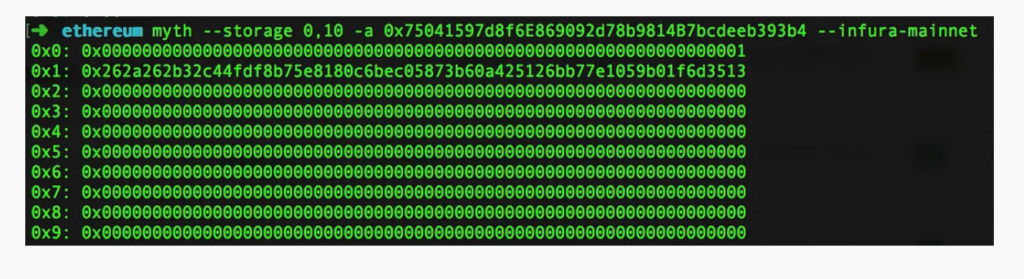 ➜ ethereum myth --storage 0,10 -a 0x75041597d8f6E869092d78b9814B7bcdeeb393b4 --infura-mainnet
0x0: 0x0000000000000000000000000000000000000000000000000000000000000001
0x1: 0x262a262b32c44fdf8b75e8180c6bec05873b60a425126bb77e1059b01f6d3513
0x2: 0x0000000000000000000000000000000000000000000000000000000000000000
0x3: 0x0000000000000000000000000000000000000000000000000000000000000000
0x4: 0x0000000000000000000000000000000000000000000000000000000000000000
0x5: 0x0000000000000000000000000000000000000000000000000000000000000000
0x6: 0x0000000000000000000000000000000000000000000000000000000000000000
0x7: 0x0000000000000000000000000000000000000000000000000000000000000000
0x8: 0x0000000000000000000000000000000000000000000000000000000000000000
0x9: 0x0000000000000000000000000000000000000000000000000000000000000000